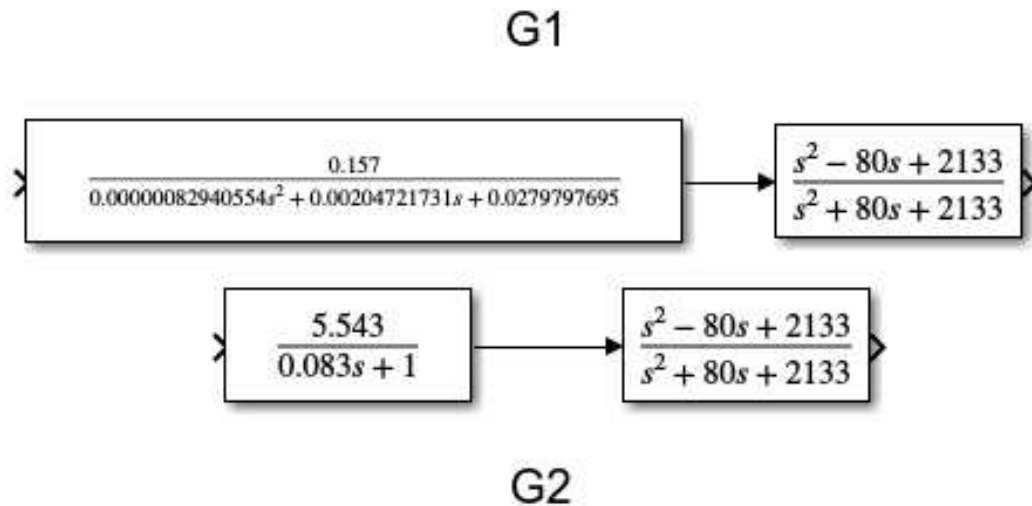 G1
0.157
0.00000082940554s² + 0.00204721731s + 0.0279797695
s² − 80s + 2133
s² + 80s + 2133
5.543
0.083s + 1
s² − 80s + 2133
s² + 80s + 2133
G2